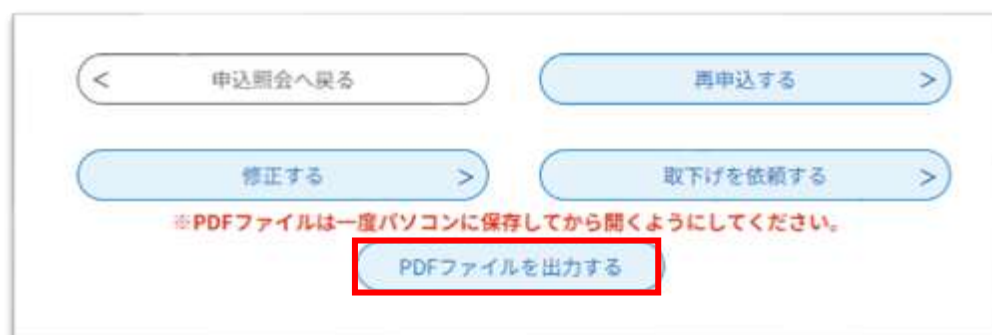 < 申込照会へ戻る
再申込する >
修正する >
取下げを依頼する >
※PDFファイルは一度パソコンに保存してから開くようにしてください。
PDFファイルを出力する